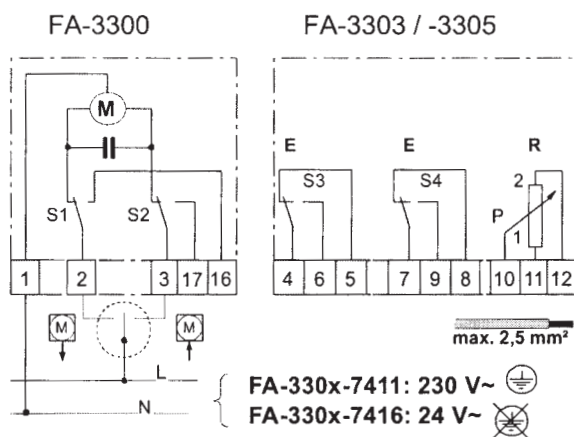 FA-3300
FA-3303 / -3305
M
E
E
R
S1
S2
S3
S4
P
2
1
1
2
3
17
16
4
6
5
7
9
8
10
11
12
M
M
max. 2,5 mm²
L
N
FA-330x-7411: 230 V~
FA-330x-7416: 24 V~